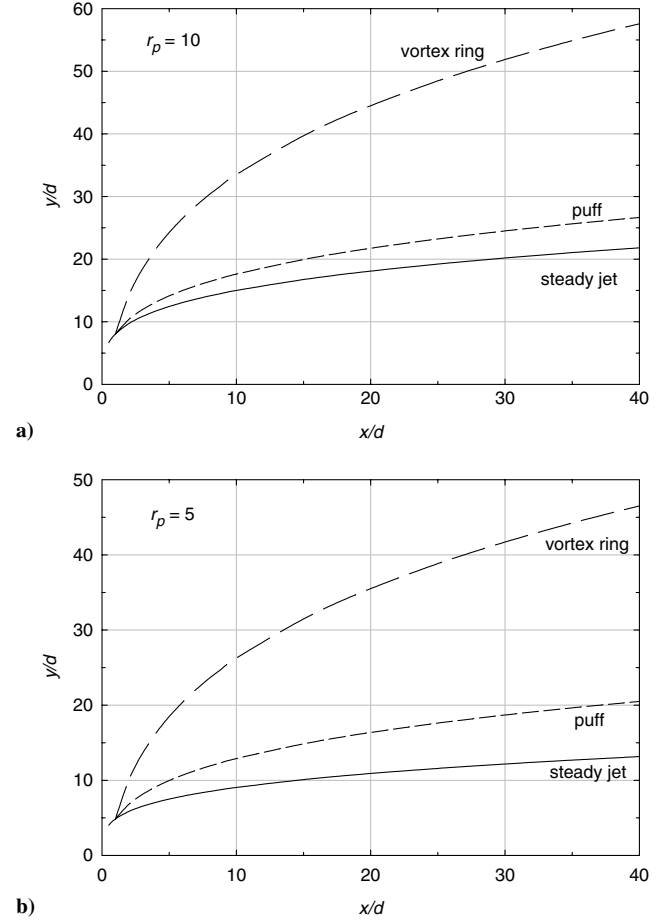 60
r_p = 10
vortex ring
50
40
y/d
30
puff
20
steady jet
10
0
0 10 20 30 40
a)
x/d
50
r_p = 5
vortex ring
40
30
y/d
20
puff
10
steady jet
0
0 10 20 30 40
b)
x/d